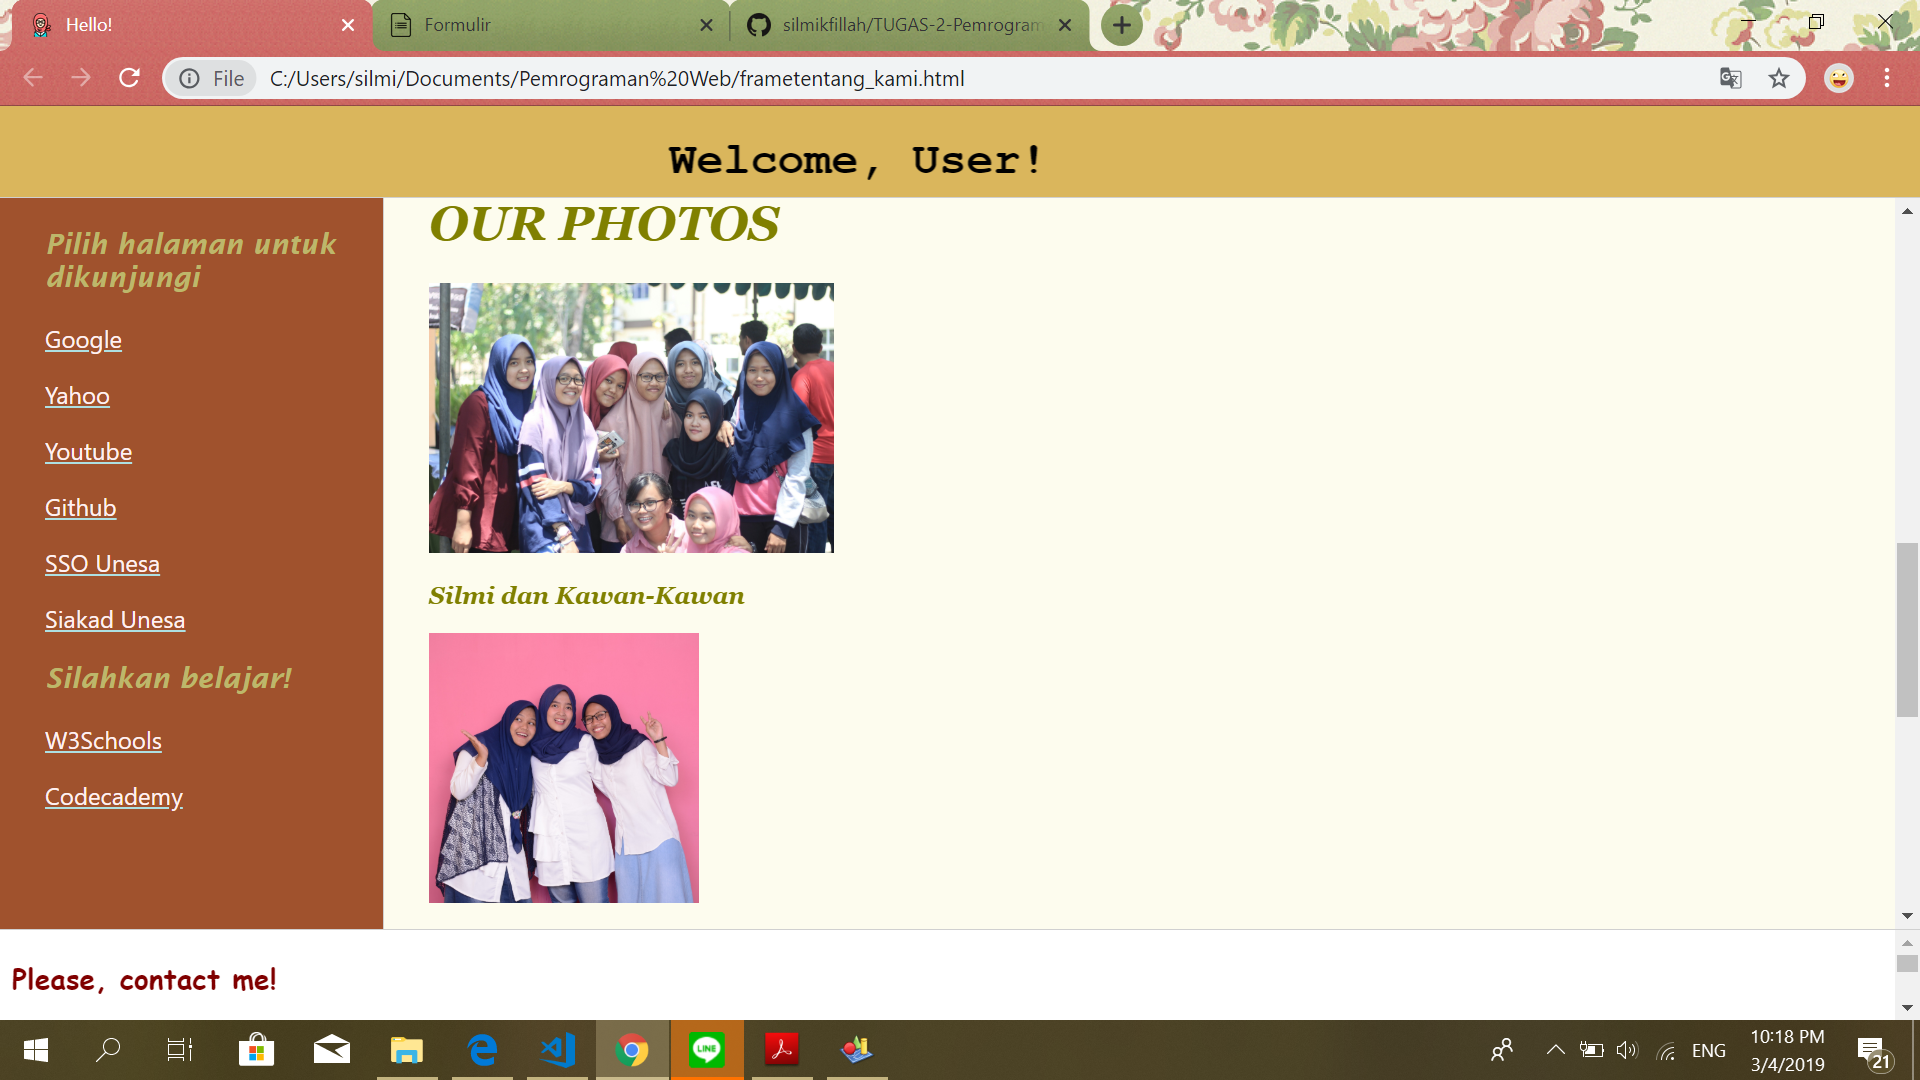 Hello!
Formulir
silmikfillah/TUGAS-2-Pemrogram
File
C:/Users/silmi/Documents/Pemrograman%20Web/frametentang_kami.html
Welcome, User!
Pilih halaman untuk
dikunjungi
Google
Yahoo
Youtube
Github
SSO Unesa
Siakad Unesa
Silahkan belajar!
W3Schools
Codecademy
OUR PHOTOS
Silmi dan Kawan-Kawan
Please, contact me!
LINE
ENG
10:18 PM
3/4/2019
21